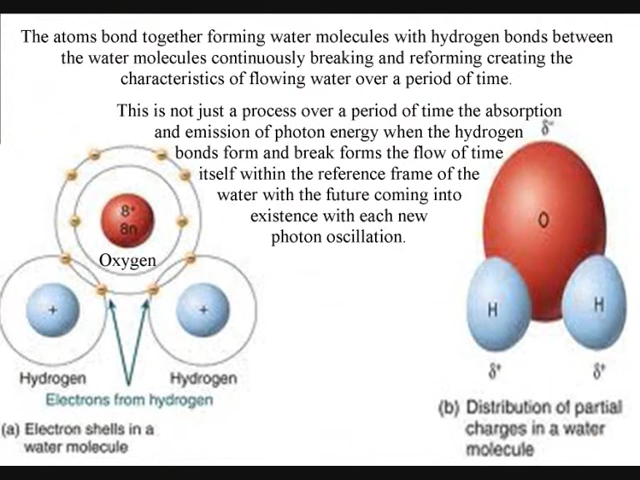 The atoms bond together forming water molecules with hydrogen bonds between
the water molecules continuously breaking and reforming creating the
characteristics of flowing water over a period of time.
This is not just a process over a period of time the absorption
and emission of photon energy when the hydrogen
bonds form and break forms the flow of time
itself within the reference frame of the
water with the future coming into
existence with each new
photon oscillation.
8+
8n
Oxygen
+
+
Hydrogen
Hydrogen
Electrons from hydrogen
(a) Electron shells in a
water molecule
δ-
O
H
H
δ+
δ+
(b) Distribution of partial
charges in a water
molecule